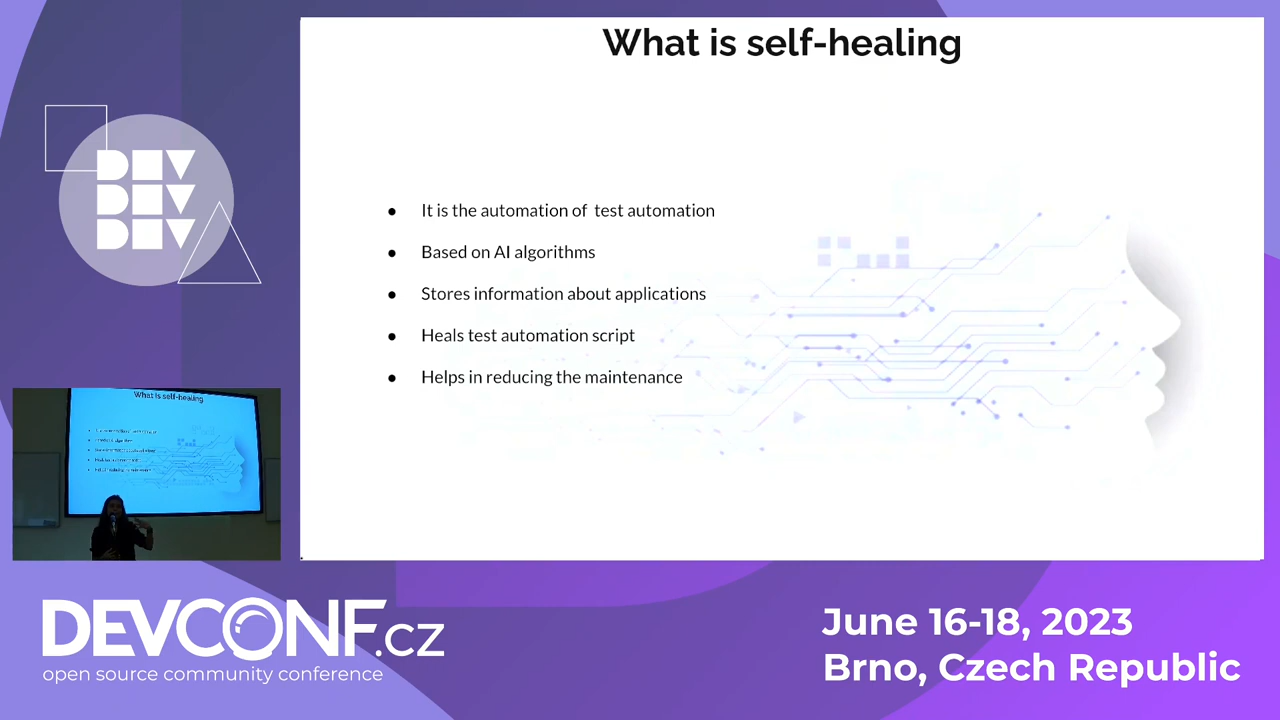 What is self-healing
● It is the automation of test automation
● Based on AI algorithms
● Stores information about applications
● Heals test automation script
● Helps in reducing the maintenance
DEV
DEV
DEV
What is self-healing
DEVCONF.cz
open source community conference
June 16-18, 2023
Brno, Czech Republic